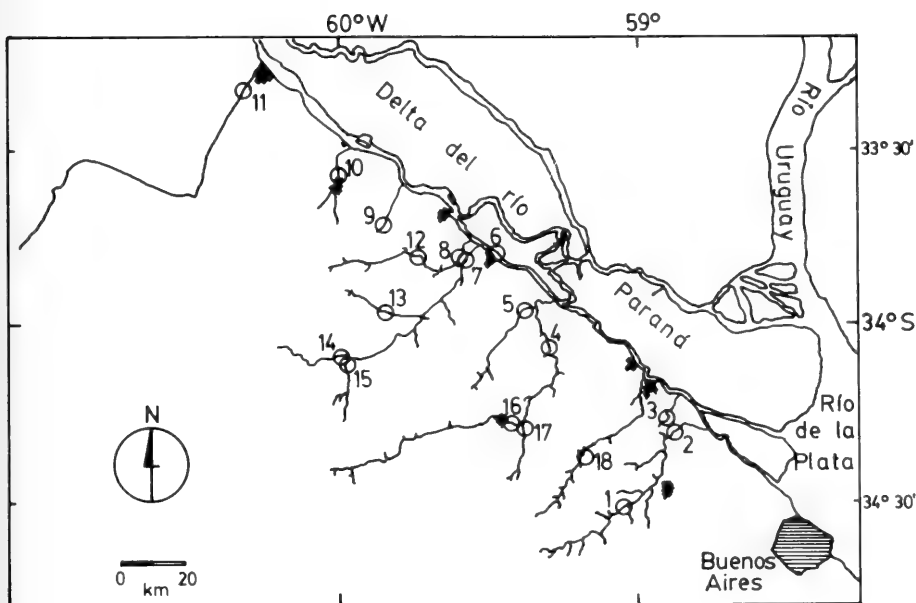 60° W
59°
11
Delta del río Paraná
Río Uruguay
33° 30'
10
9
12
8
7
6
13
5
4
34° S
14
15
16
17
3
2
18
1
Río de la Plata
N
34° 30'
0 20
km
Buenos
Aires